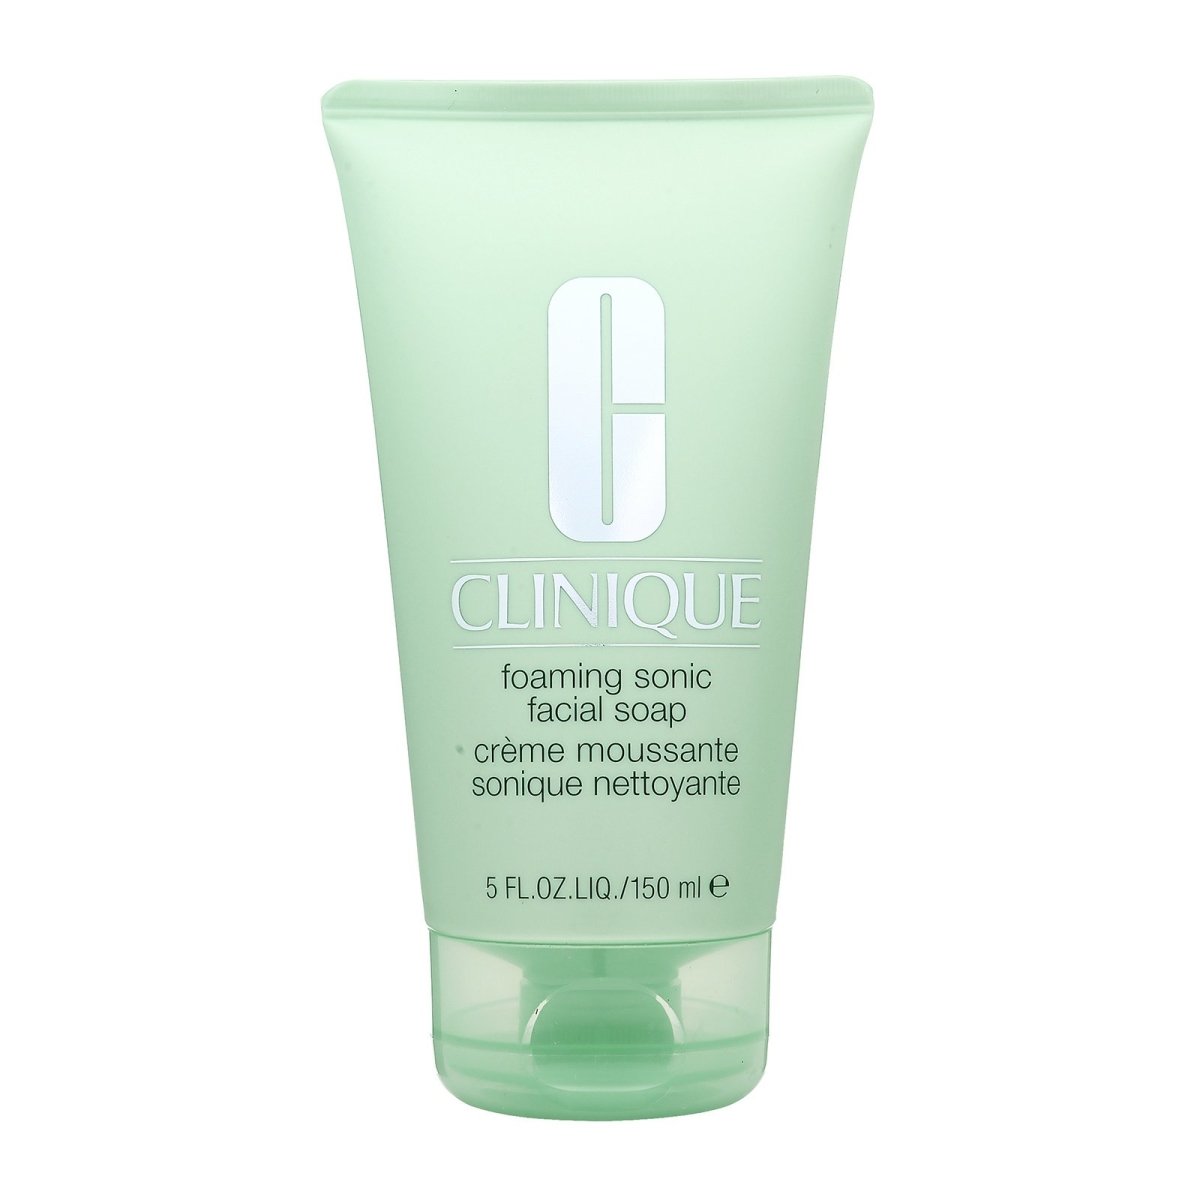 C
CLINIQUE
foaming sonic
facial soap
crème moussante
sonique nettoyante
5 FL.OZ.LIQ./150 ml ℮